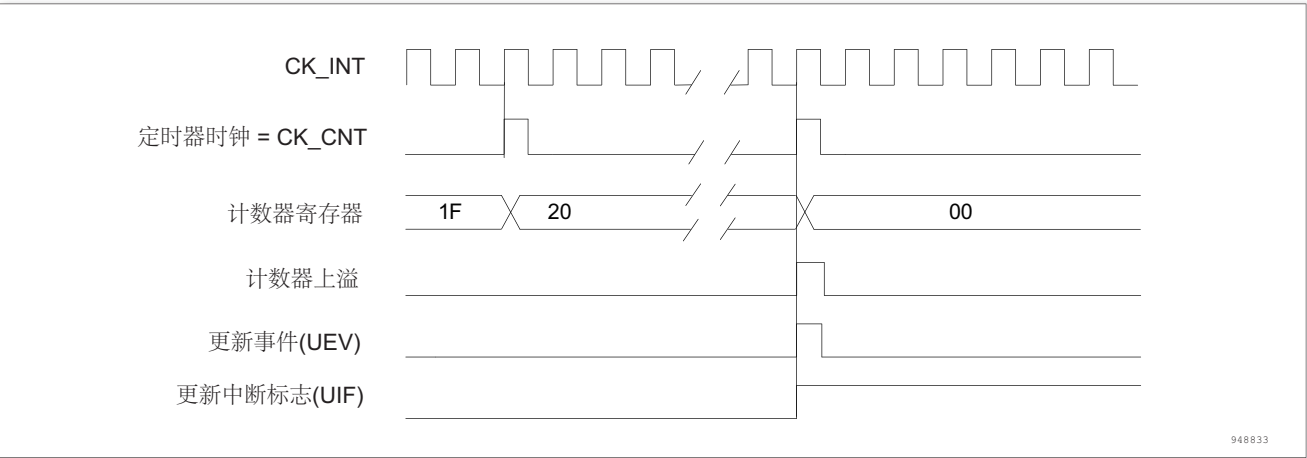 CK_INT
定时器时钟 = CK_CNT
计数器寄存器 1F 20 00
计数器上溢
更新事件(UEV)
更新中断标志(UIF)
948833